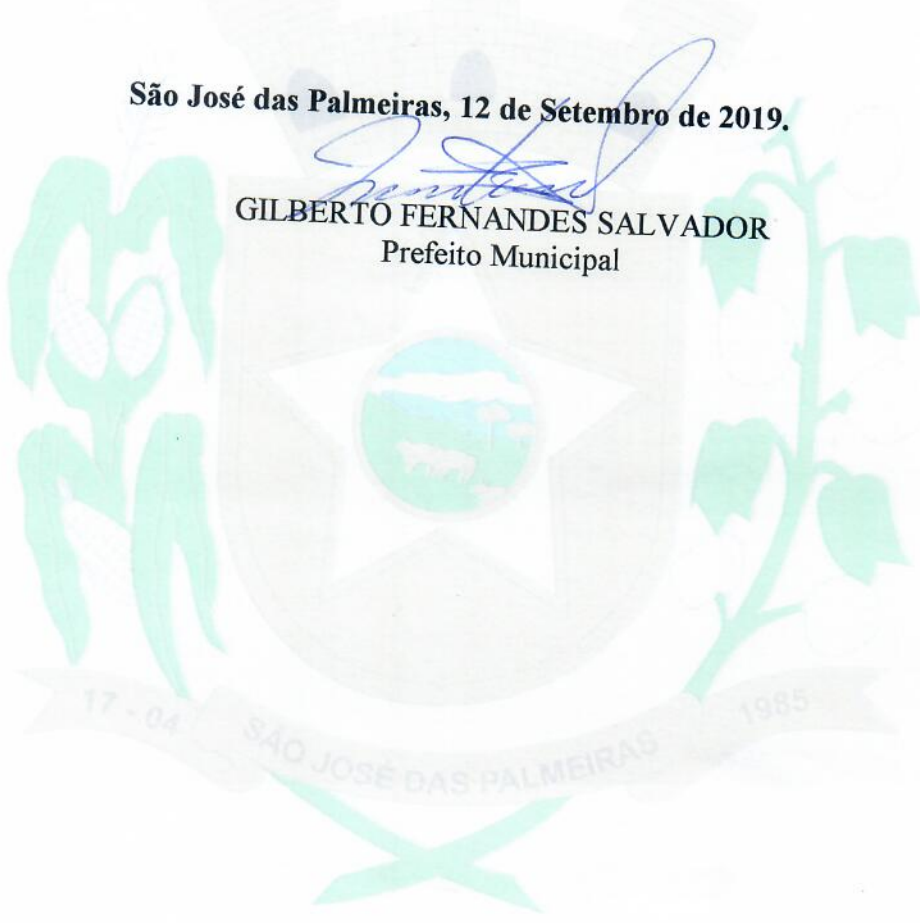 São José das Palmeiras, 12 de Setembro de 2019.
GILBERTO FERNANDES SALVADOR
Prefeito Municipal
17 - 04
SÃO JOSÉ DAS PALMEIRAS
1985